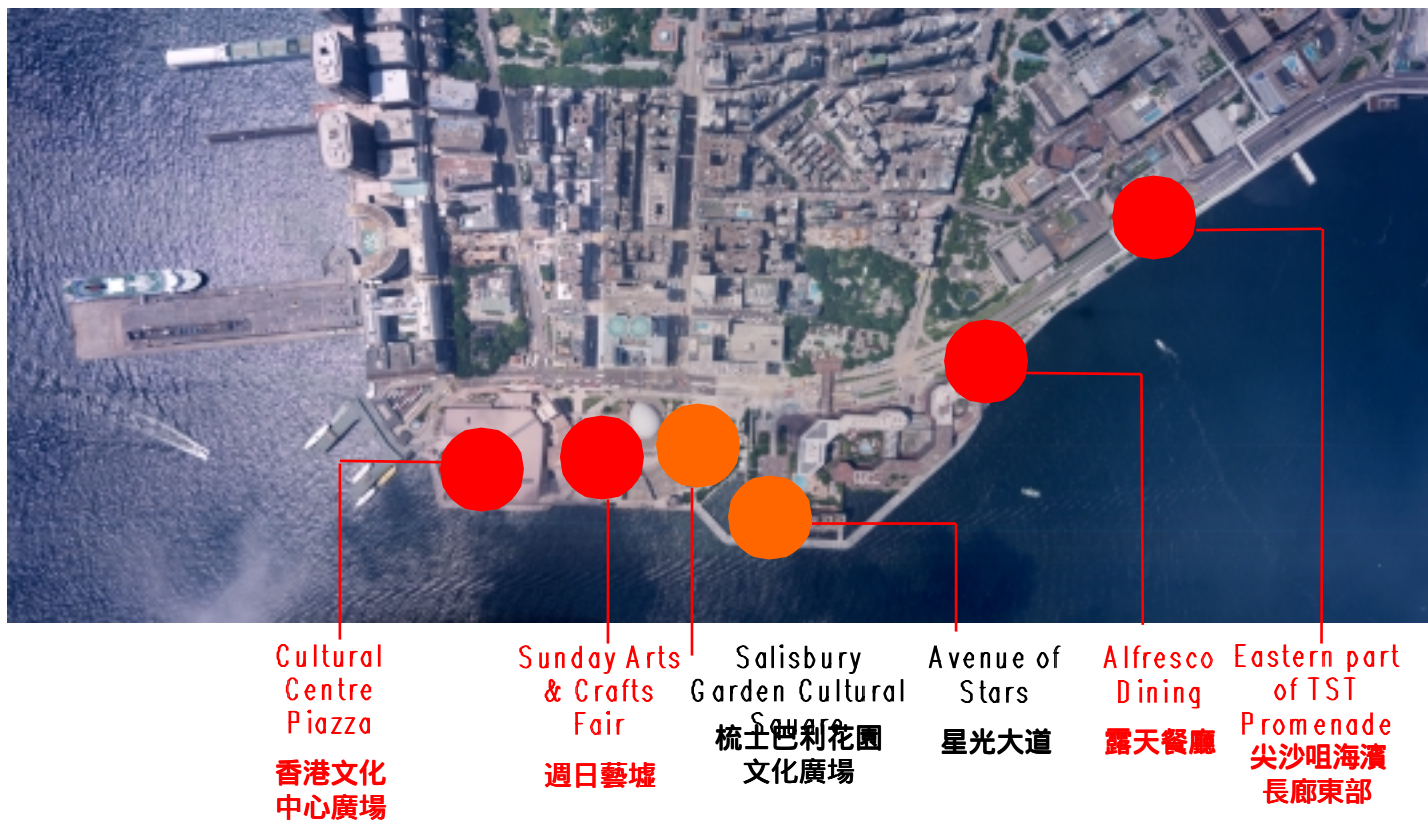 Cultural
Centre
Piazza
香港文化
中心廣場
Sunday Arts
& Crafts
Fair
週日藝墟
Salisbury
Garden Cultural
Square
梳士巴利花園
文化廣場
Avenue of
Stars
星光大道
Alfresco
Dining
露天餐廳
Eastern part
of TST
Promenade
尖沙咀海濱
長廊東部